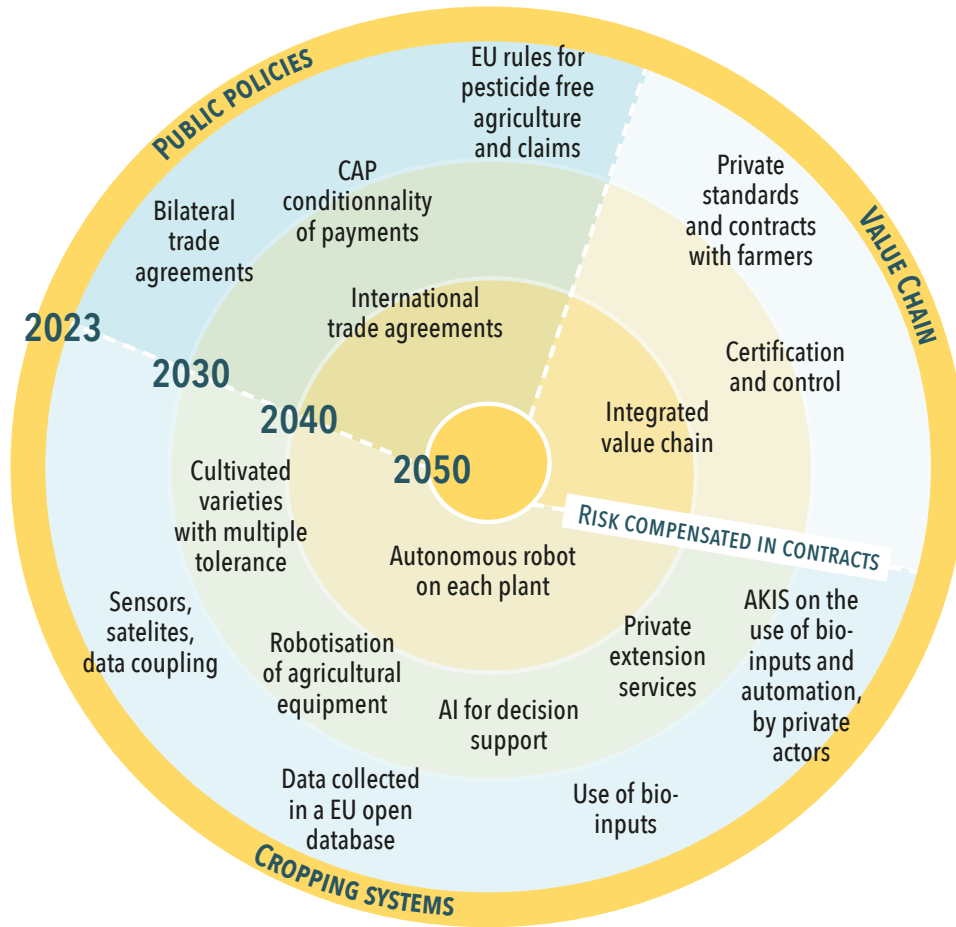 PUBLIC POLICIES
EU rules for
pesticide free
agriculture
and claims
CAP
conditionnality
of payments
Bilateral
trade
agreements
International
trade agreements
VALUE CHAIN
Private
standards
and contracts
with farmers
Certification
and control
Integrated
value chain
2023
2030
2040
2050
RISK COMPENSATED IN CONTRACTS
Cultivated
varieties
with multiple
tolerance
Autonomous robot
on each plant
Sensors,
satelites,
data coupling
Robotisation
of agricultural
equipment
AI for decision
support
Private
extension
services
AKIS on the
use of bio-
inputs and
automation,
by private
actors
Data collected
in a EU open
database
Use of bio-
inputs
CROPPING SYSTEMS